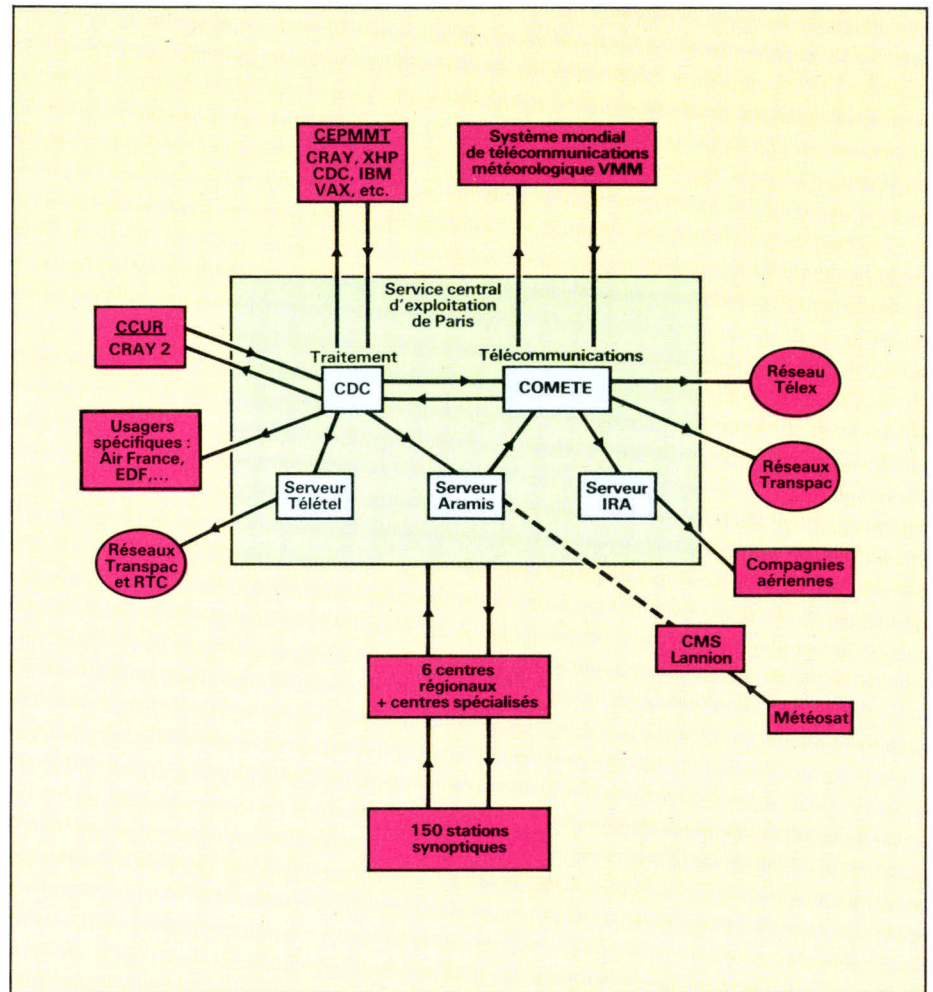 CEPMMT
CRAY, XHP
CDC, IBM
VAX, etc.
Système mondial
de télécommunications
météorologique VMM
Service central
d'exploitation
de Paris
CCUR
CRAY 2
Traitement
CDC
Télécommunications
COMETE
Réseau
Télex
Usagers
spécifiques :
Air France,
EDF,...
Réseaux
Transpac
Serveur
Télétel
Serveur
Aramis
Serveur
IRA
Réseaux
Transpac
et RTC
Compagnies
aériennes
CMS
Lannion
6 centres
régionaux
+ centres spécialisés
Météosat
150 stations
synoptiques